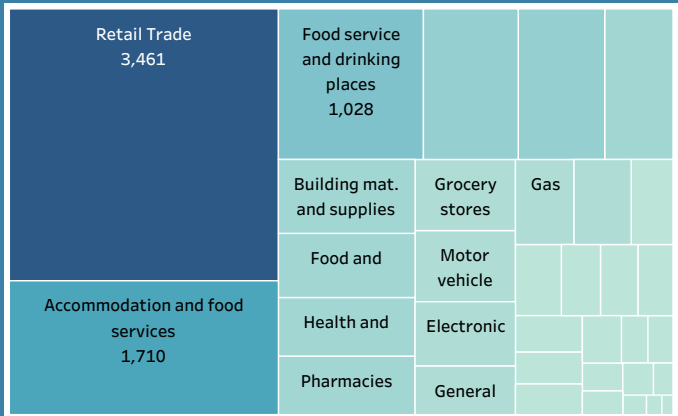 Retail Trade
3,461
Food service
and drinking
places
1,028
Building mat.
and supplies
Grocery
stores
Gas
Food and
Motor
vehicle
Accommodation and food
services
1,710
Health and
Electronic
Pharmacies
General